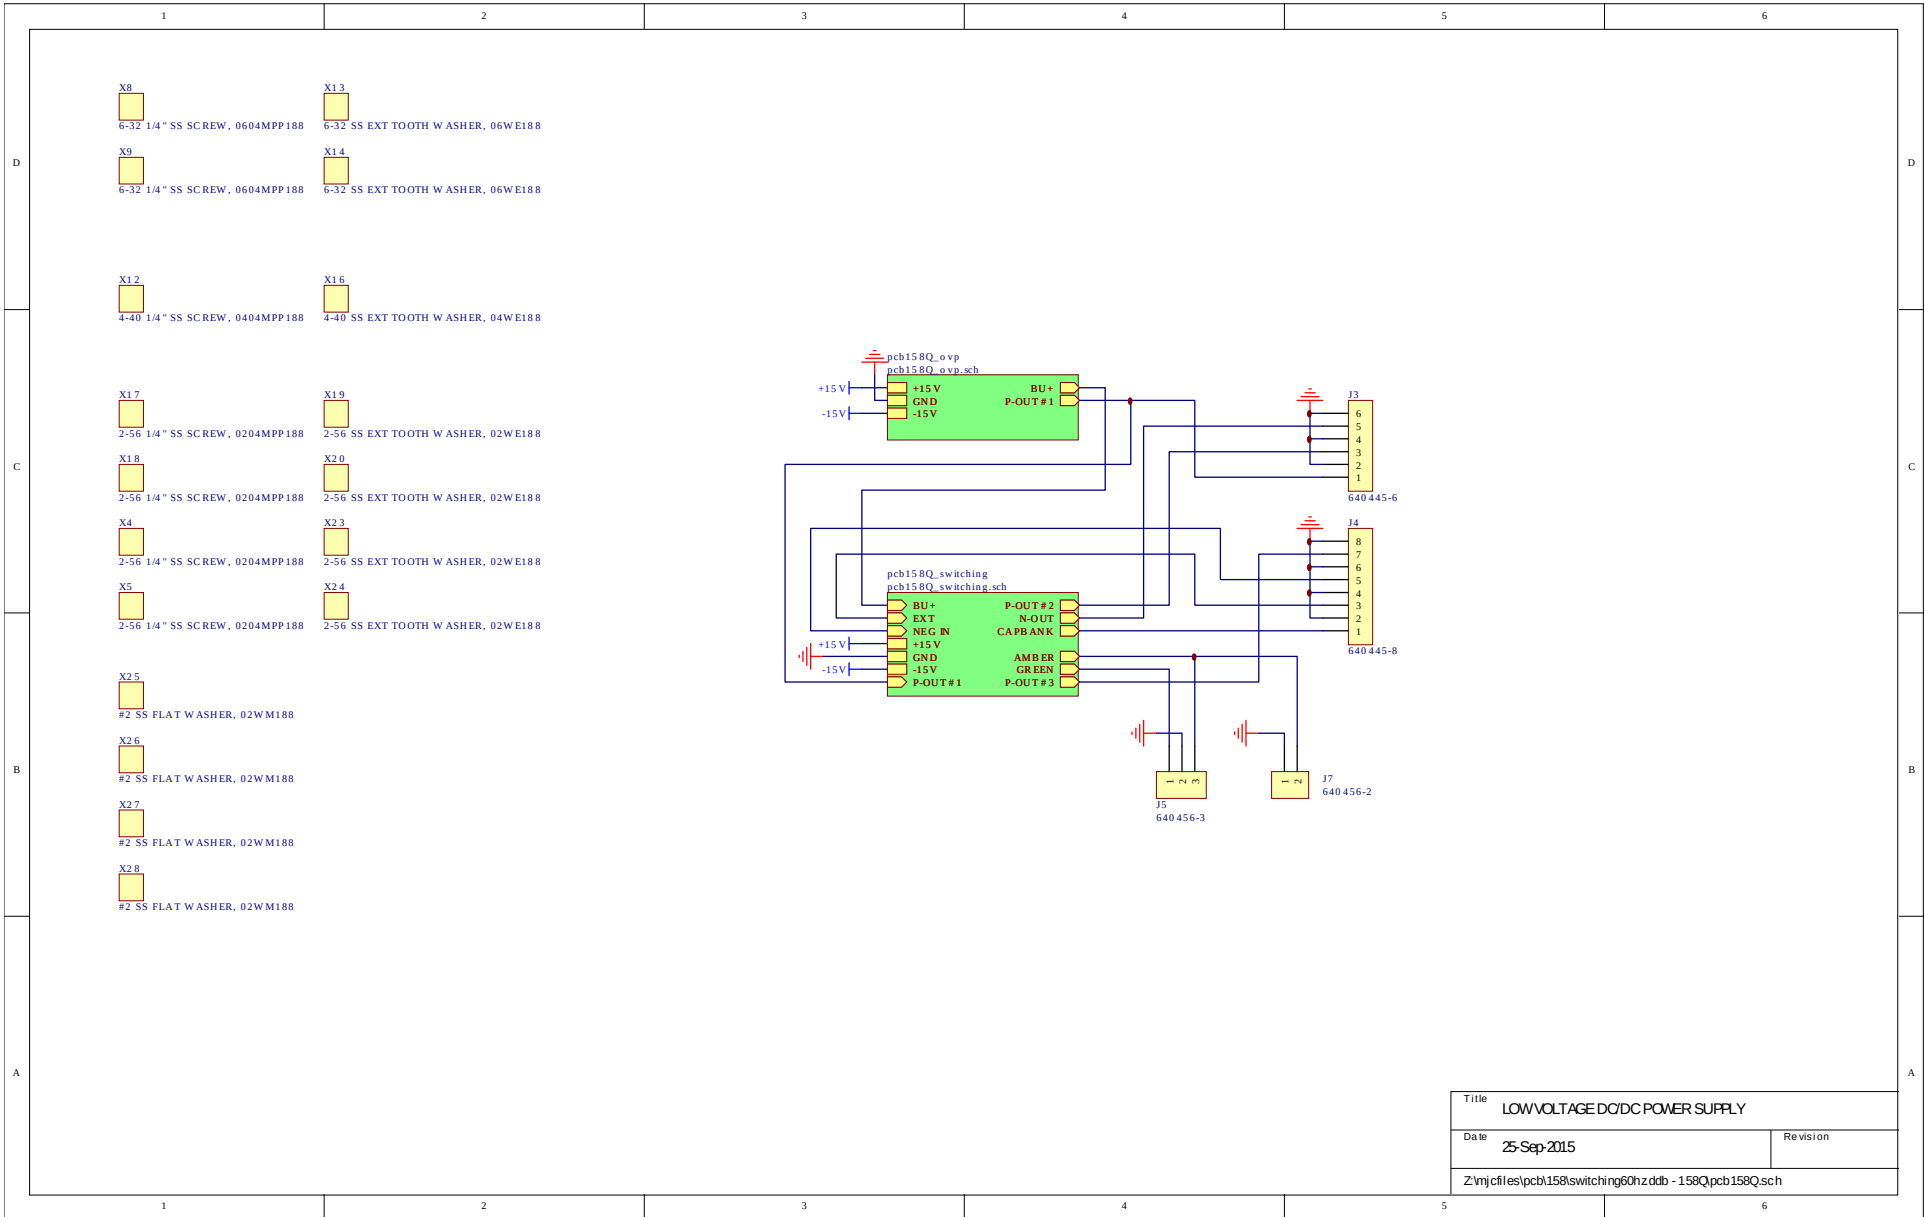 1 2 3 4 5 6
X8 X13
6-32 1/4" SS SCREW, 0604MPP188 6-32 SS EXT TOOTH WASHER, 06WE188
X9 X14
D D
6-32 1/4" SS SCREW, 0604MPP188 6-32 SS EXT TOOTH WASHER, 06WE188
X12 X16
4-40 1/4" SS SCREW, 0404MPP188 4-40 SS EXT TOOTH WASHER, 04WE188
X17 X19
2-56 1/4" SS SCREW, 0204MPP188 2-56 SS EXT TOOTH WASHER, 02WE188
X18 X20
C C
2-56 1/4" SS SCREW, 0204MPP188 2-56 SS EXT TOOTH WASHER, 02WE188
X4 X23
2-56 1/4" SS SCREW, 0204MPP188 2-56 SS EXT TOOTH WASHER, 02WE188
X5 X24
2-56 1/4" SS SCREW, 0204MPP188 2-56 SS EXT TOOTH WASHER, 02WE188
X25
#2 SS FLAT WASHER, 02WM188
X26
B B
#2 SS FLAT WASHER, 02WM188
X27
#2 SS FLAT WASHER, 02WM188
X28
#2 SS FLAT WASHER, 02WM188
pcb158Q_ovp
pcb158Q_ovp.sch
+15V +15V BU+
GND P-OUT#1
-15V -15V
J3
6
5
4
3
2
1
640445-6
J4
8
7
6
5
4
3
2
1
640445-8
pcb158Q_switching
pcb158Q_switching.sch
BU+ P-OUT#2
EXT N-OUT
NEG IN CAPBANK
+15V +15V
GND AMBER
-15V -15V GREEN
P-OUT#1 P-OUT#3
1 2 3
J5
640456-3
1 2
J7
640456-2
A A
Title LOW VOLTAGE DC/DC POWER SUPPLY
Date 25-Sep-2015 Revision
Z:\mjcfiles\pcb\158\switching60hz.ddb - 158Q\pcb158Q.sch
1 2 3 4 5 6